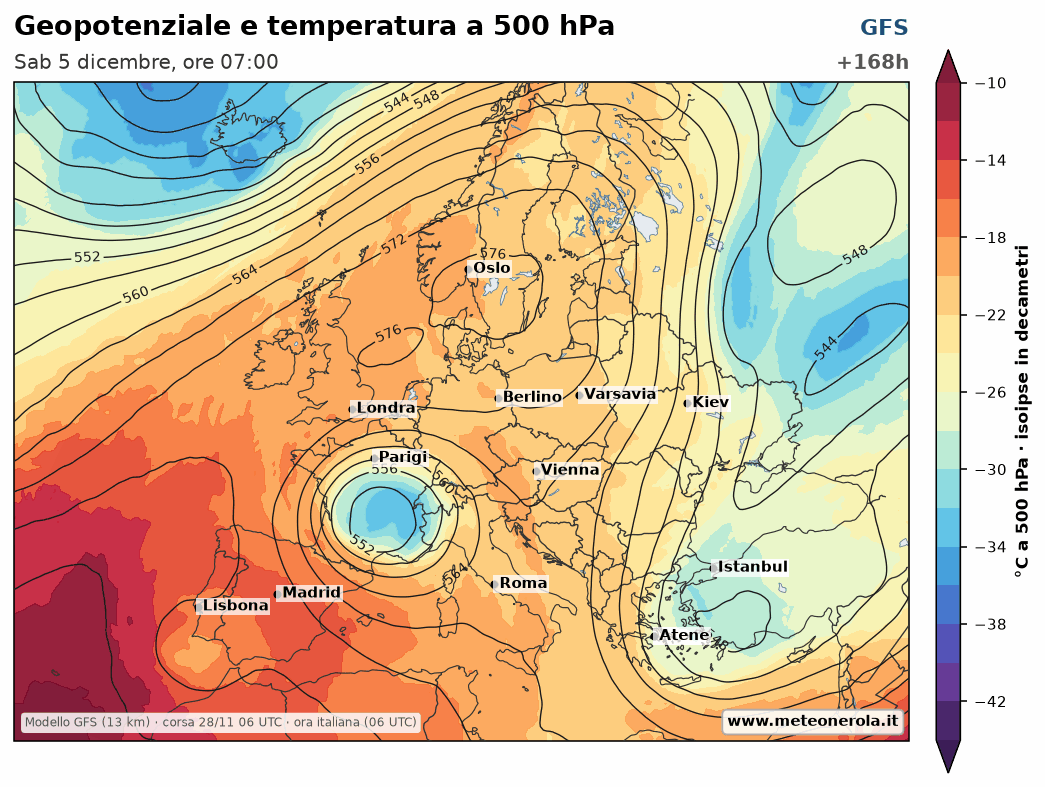 Geopotenziale e temperatura a 500 hPa
GFS
Sab 5 dicembre, ore 07:00
+168h
544
548
556
552
560
564
572
576
576
Oslo
548
544
Londra
Berlino
Varsavia
Kiev
Parigi
556
560
Vienna
552
564
Roma
Madrid
Lisbona
Istanbul
Atene
Modello GFS (13 km) · corsa 28/11 06 UTC · ora italiana (06 UTC)
www.meteonerola.it
−10
−14
−18
−22
−26
−30
−34
−38
−42
°C a 500 hPa · isoipse in decametri